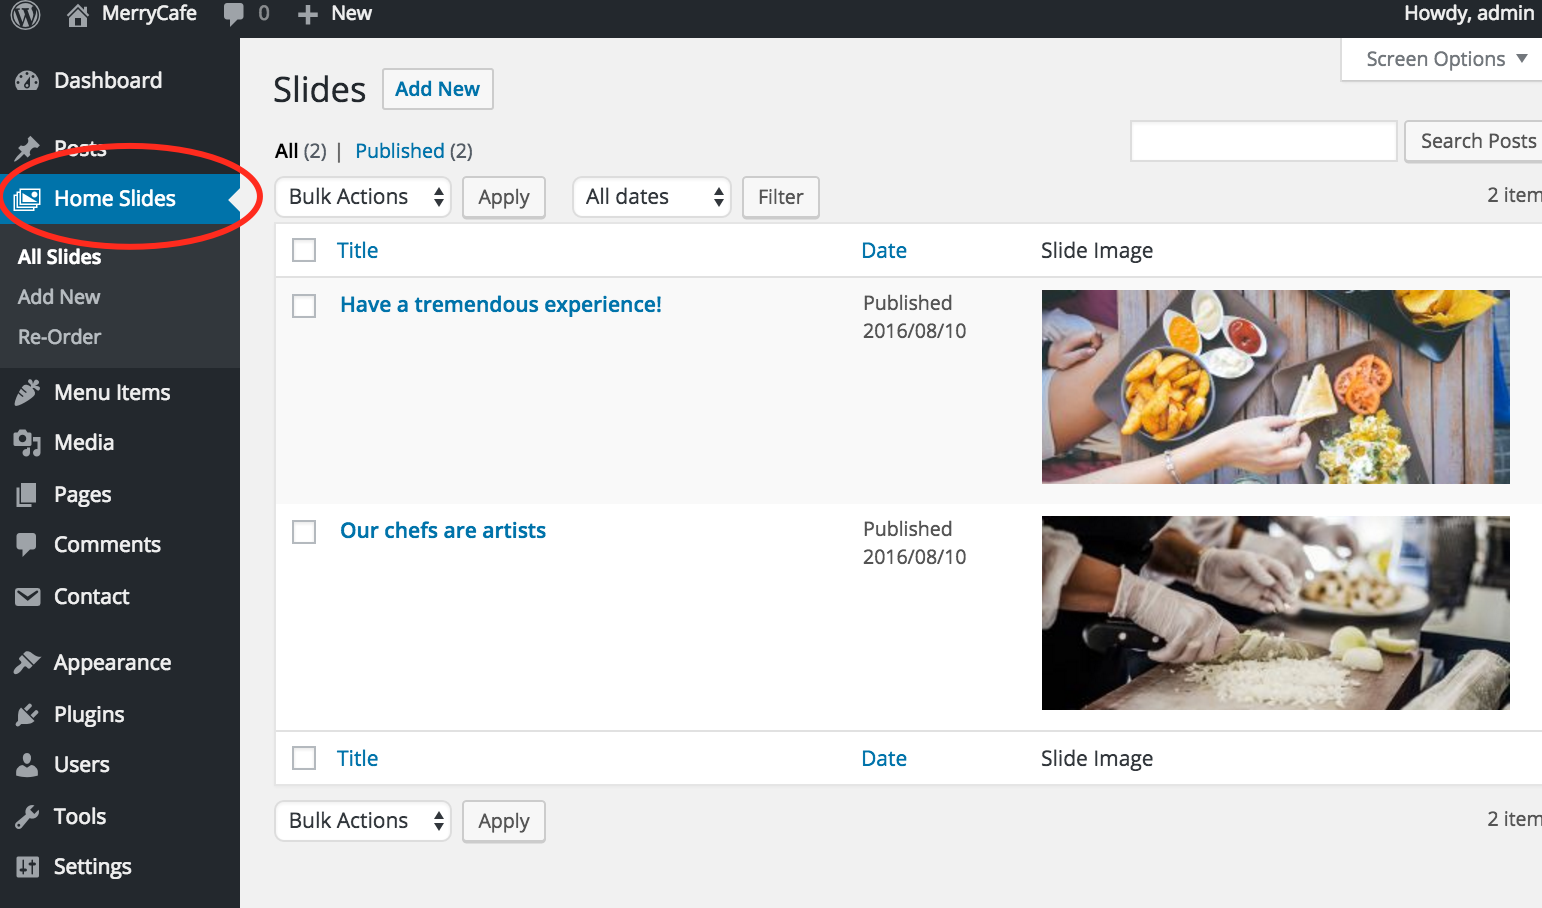 MerryCafe 0 New Howdy, admin
Dashboard
Posts
Home Slides
All Slides
Add New
Re-Order
Menu Items
Media
Pages
Comments
Contact
Appearance
Plugins
Users
Tools
Settings
Screen Options
Slides Add New
All (2) | Published (2)
Search Posts
Bulk Actions Apply All dates Filter 2 item
Title Date Slide Image
Have a tremendous experience! Published
2016/08/10
Our chefs are artists Published
2016/08/10
Title Date Slide Image
Bulk Actions Apply 2 item